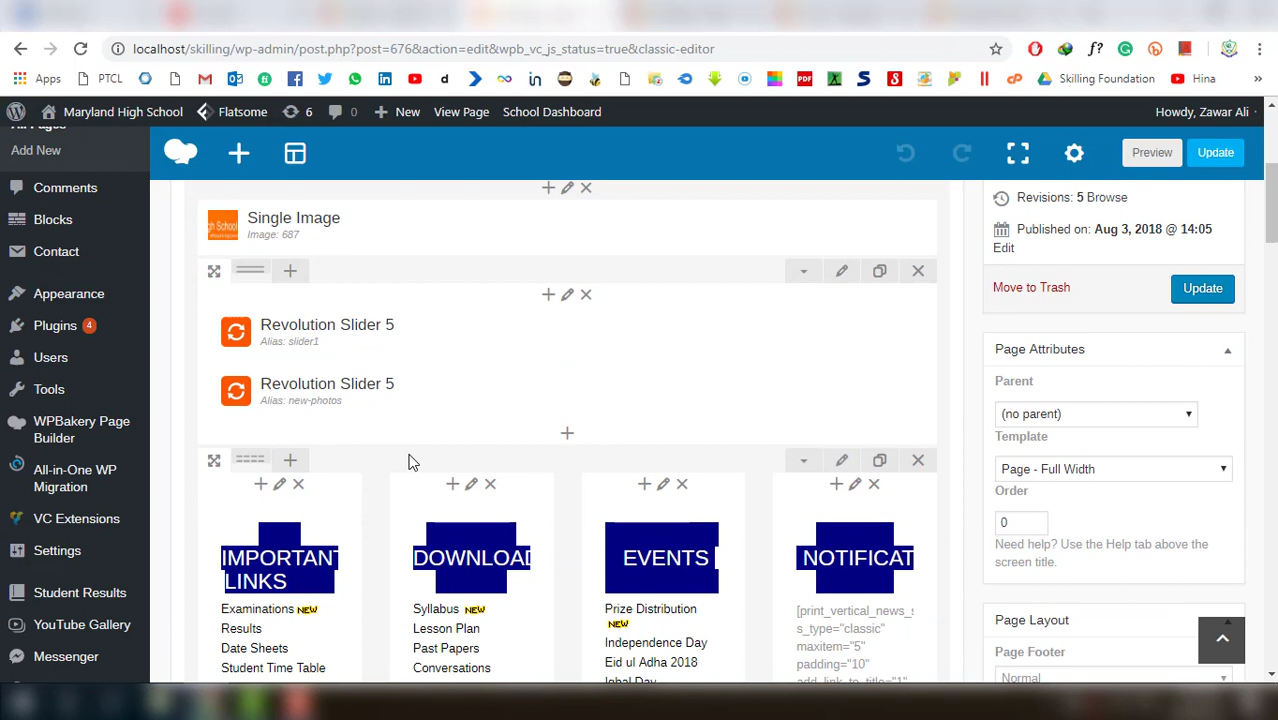 localhost/skilling/wp-admin/post.php?post=676&action=edit&wpb_vc_js_status=true&classic-editor
Apps PTCL Skilling Foundation Hina
Maryland High School Flatsome 6 0 New View Page School Dashboard Howdy, Zawar Ali
Add New
Preview Update
Comments
Blocks
Contact
Appearance
Plugins 4
Users
Tools
WPBakery Page
Builder
All-in-One WP
Migration
VC Extensions
Settings
Student Results
YouTube Gallery
Messenger
Single Image
Image: 687
Revolution Slider 5
Alias: slider1
Revolution Slider 5
Alias: new-photos
IMPORTANT
LINKS
Examinations NEW
Results
Date Sheets
Student Time Table
DOWNLOAD
Syllabus NEW
Lesson Plan
Past Papers
Conversations
EVENTS
Prize Distribution
NEW
Independence Day
Eid ul Adha 2018
Iqbal Day
NOTIFICAT
[print_vertical_news_s
s_type="classic"
maxitem="5"
padding="10"
add_link_to_title="1"
Revisions: 5 Browse
Published on: Aug 3, 2018 @ 14:05
Edit
Move to Trash Update
Page Attributes
Parent
(no parent)
Template
Page - Full Width
Order
0
Need help? Use the Help tab above the
screen title.
Page Layout
Page Footer
Normal